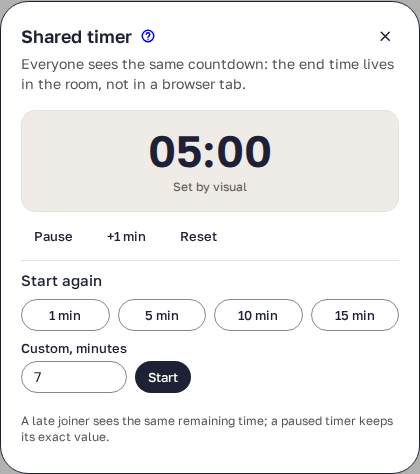 Shared timer
Everyone sees the same countdown: the end time lives
in the room, not in a browser tab.
05:00
Set by visual
Pause +1 min Reset
Start again
1 min 5 min 10 min 15 min
Custom, minutes
7 Start
A late joiner sees the same remaining time; a paused timer keeps
its exact value.